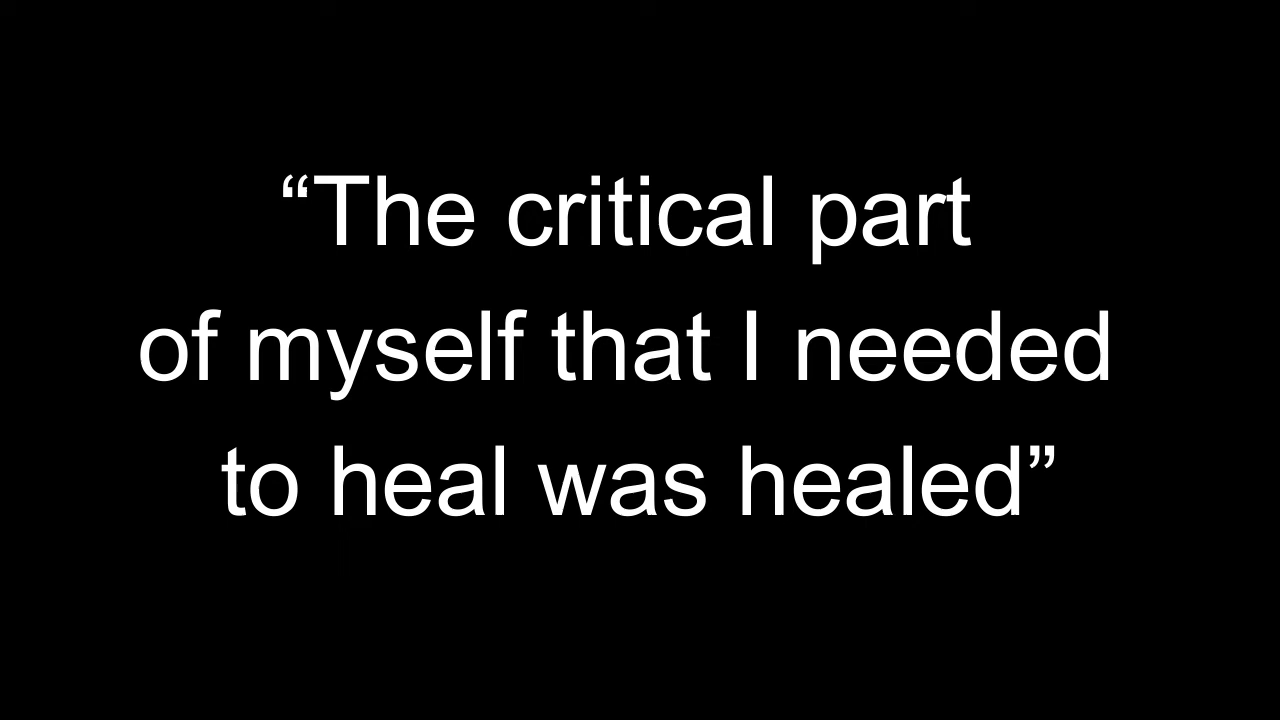 “The critical part
of myself that I needed
to heal was healed”